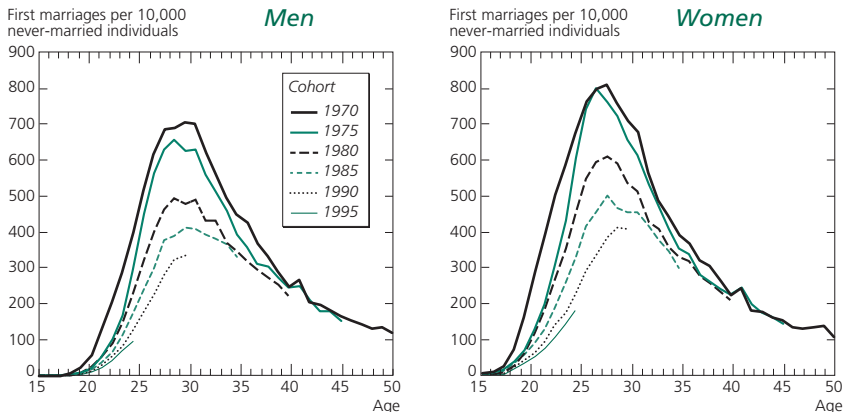 First marriages per 10,000
never-married individuals
Men
900
800
700
600
500
400
300
200
100
0
15 20 25 30 35 40 45 50
Age
Cohort
1970
1975
1980
1985
1990
1995
First marriages per 10,000
never-married individuals
Women
900
800
700
600
500
400
300
200
100
0
15 20 25 30 35 40 45 50
Age